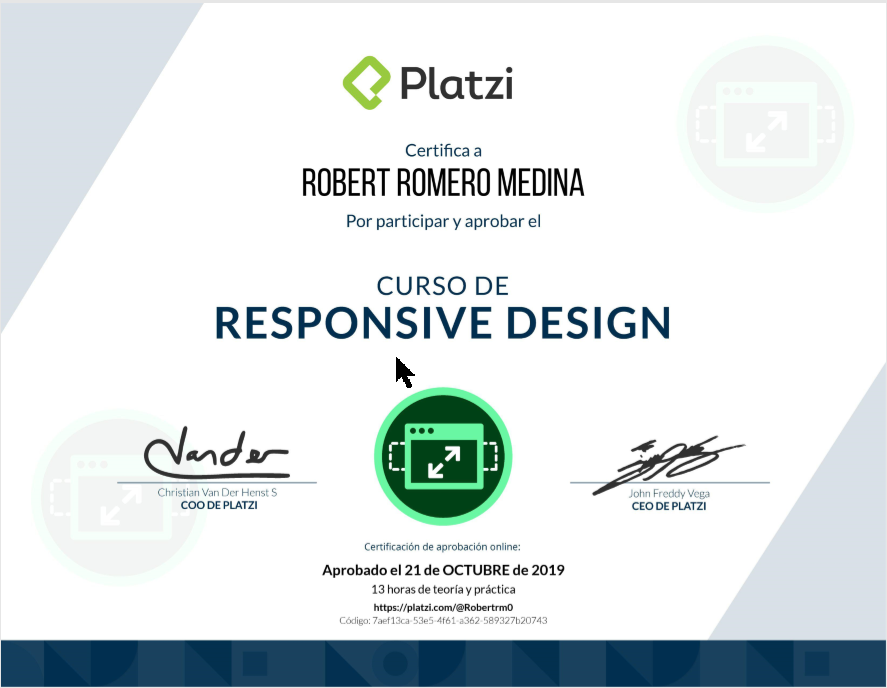 Platzi
Certifica a
ROBERT ROMERO MEDINA
Por participar y aprobar el
CURSO DE
RESPONSIVE DESIGN
Vander
Christian Van Der Henst S
COO DE PLATZI
John Freddy Vega
CEO DE PLATZI
Certificación de aprobación online:
Aprobado el 21 de OCTUBRE de 2019
13 horas de teoría y práctica
https://platzi.com/@Robertrm0
Código: 7aef13ca-53e5-4f61-a362-589327b20743